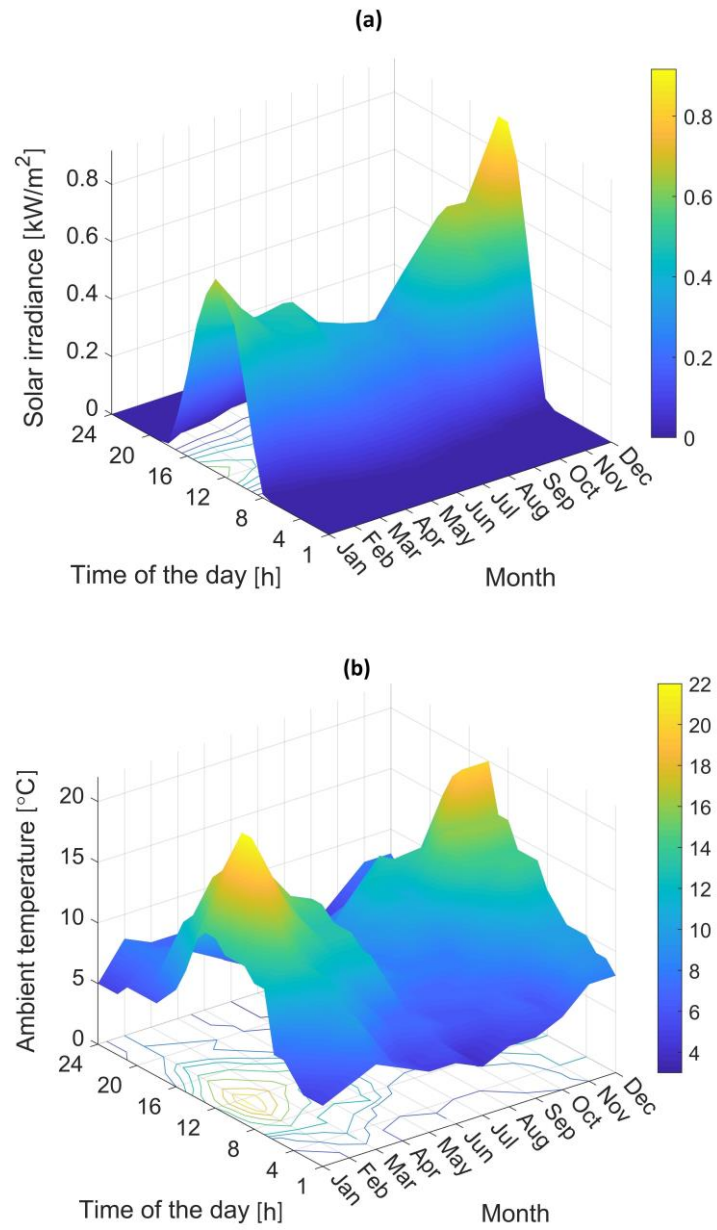 (a)
Solar irradiance [kW/m²]
0.8
0.6
0.4
0.2
0
24
20
16
12
8
4
1
Time of the day [h]
Jan
Feb
Mar
Apr
May
Jun
Jul
Aug
Sep
Oct
Nov
Dec
Month
0.8
0.6
0.4
0.2
0
(b)
Ambient temperature [°C]
20
15
10
5
0
24
20
16
12
8
4
1
Time of the day [h]
Jan
Feb
Mar
Apr
May
Jun
Jul
Aug
Sep
Oct
Nov
Dec
Month
22
20
18
16
14
12
10
8
6
4